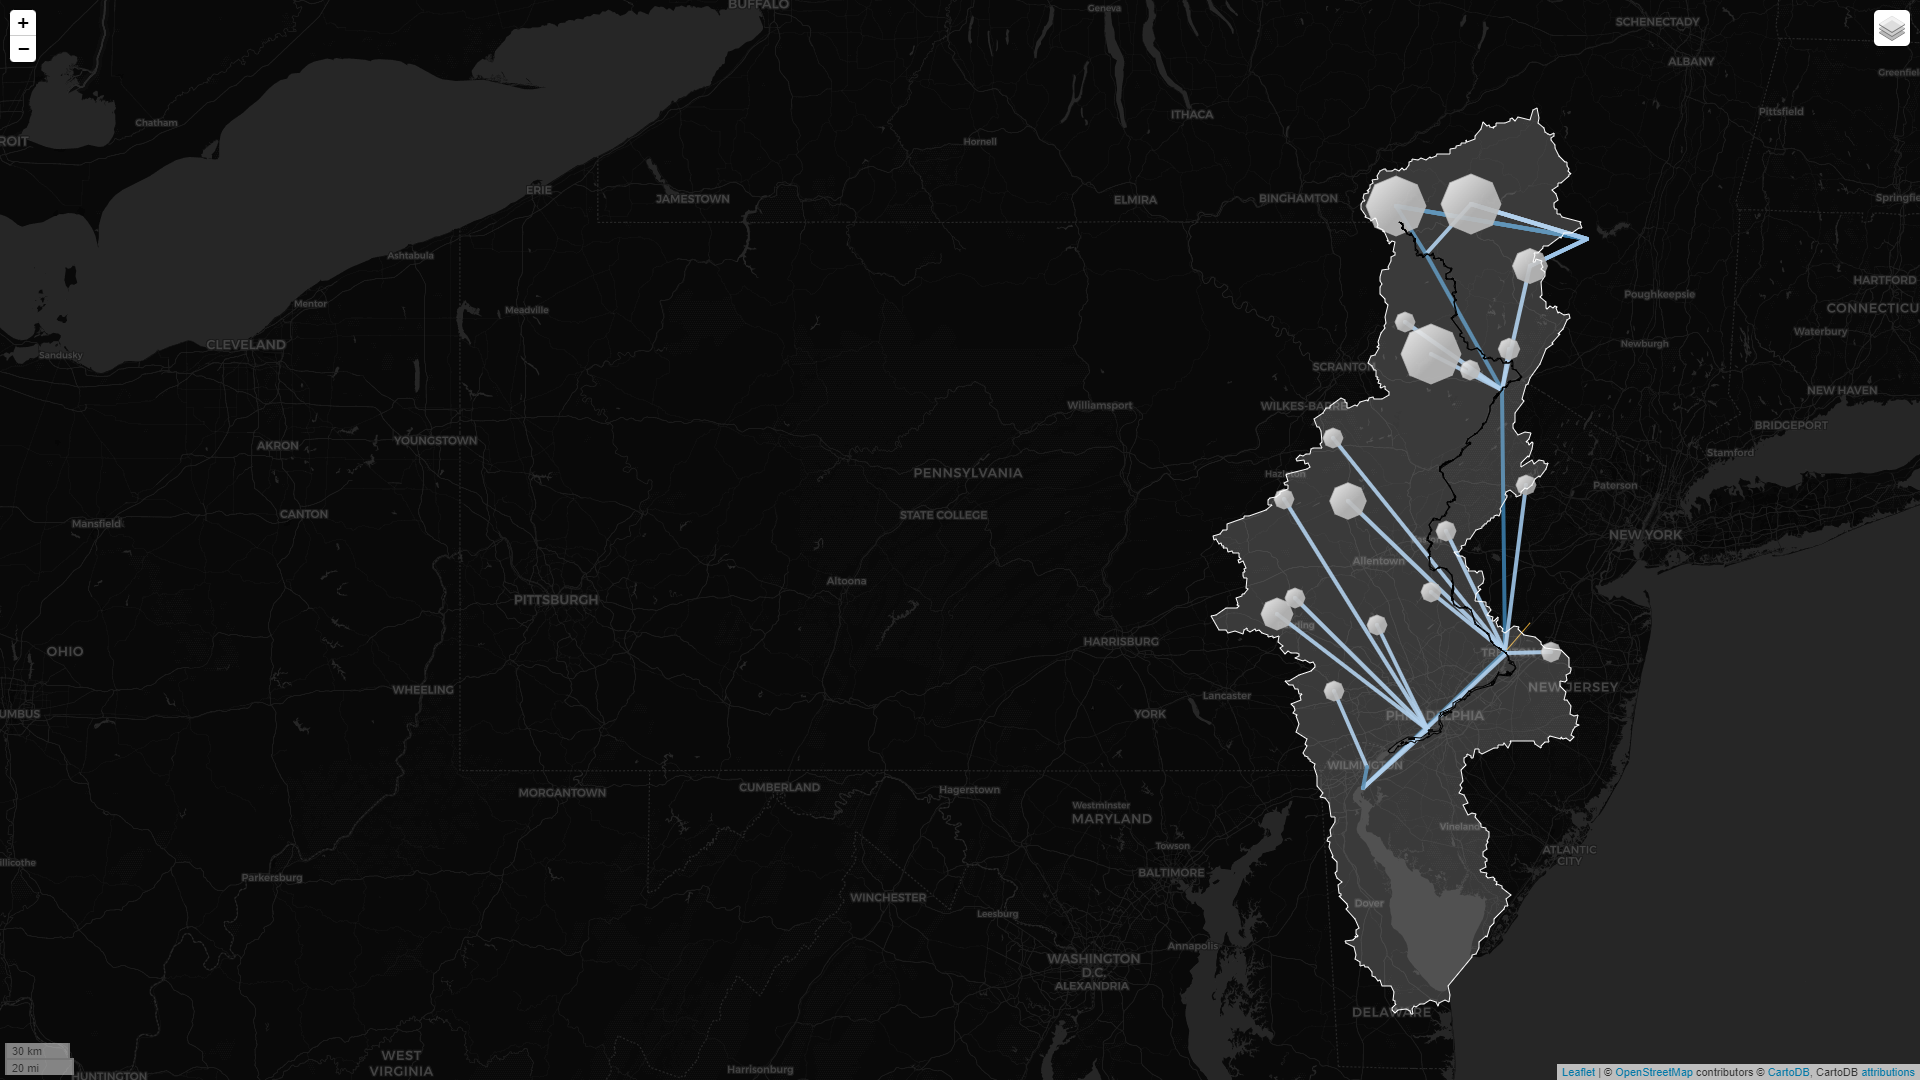 +
−
BUFFALO
Geneva
SCHENECTADY
ALBANY
Greenfiel
Pittsfield
Chatham
ROIT
ITHACA
Hornell
ERIE
JAMESTOWN
ELMIRA
BINGHAMTON
Springfie
Ashtabula
HARTFORD
Poughkeepsie
Mentor
Meadville
CONNECTICU
Waterbury
Newburgh
CLEVELAND
Sandusky
SCRANTON
NEW HAVEN
Williamsport
WILKES-BARRE
BRIDGEPORT
AKRON
YOUNGSTOWN
Stamford
PENNSYLVANIA
Paterson
CANTON
STATE COLLEGE
Mansfield
NEW YORK
Allentown
Altoona
PITTSBURGH
ding
HARRISBURG
OHIO
NEW JERSEY
WHEELING
Lancaster
UMBUS
YORK
PHILADELPHIA
WILMINGTON
MORGANTOWN
CUMBERLAND
Hagerstown
Westminster
MARYLAND
Vineland
Towson
ATLANTIC
CITY
illicothe
BALTIMORE
Parkersburg
WINCHESTER
Dover
Leesburg
Annapolis
WASHINGTON
D.C.
ALEXANDRIA
DELAWARE
30 km
20 mi
WEST
VIRGINIA
Harrisonburg
HUNTINGTON
Leaflet | © OpenStreetMap contributors © CartoDB, CartoDB attributions